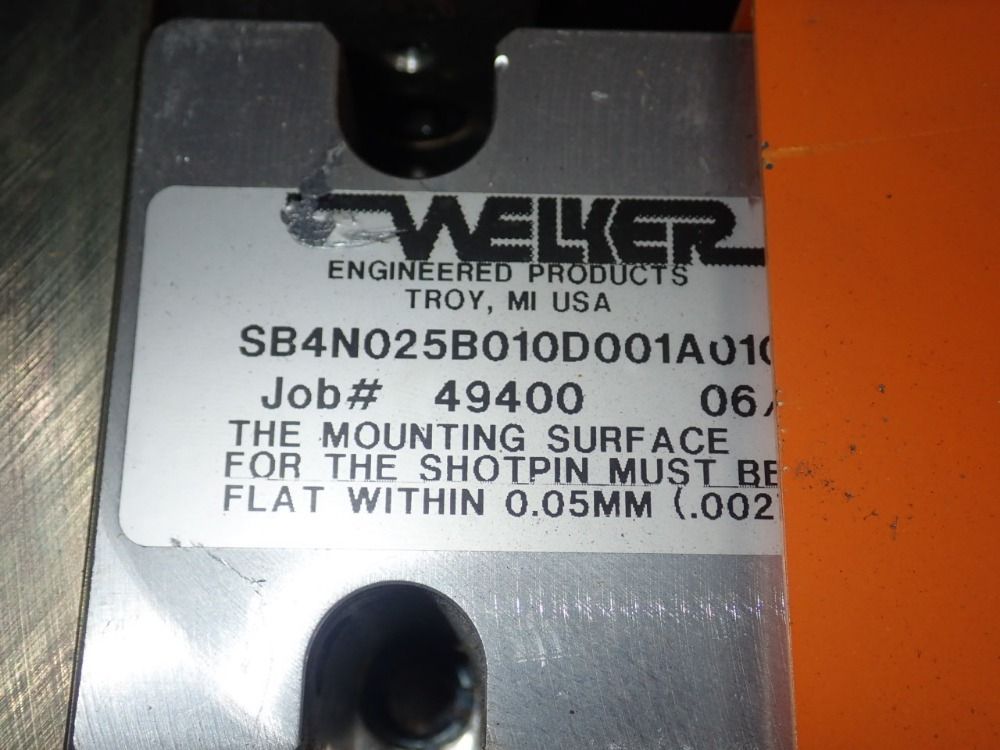 WELKER
ENGINEERED PRODUCTS
TROY, MI USA
SB4N025B010D001A010
Job# 49400 06/
THE MOUNTING SURFACE
FOR THE SHOTPIN MUST BE
FLAT WITHIN 0.05MM (.002